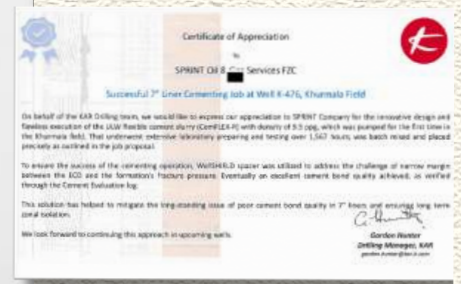 Certificate of Appreciation
to
SPRINT Oil & Gas Services FZC
Successful 7" Liner Cementing Job at Well K-476, Khurmala Field
On behalf of the KAR Drilling team, we would like to express our appreciation to SPRINT Company for the innovative design and
flawless execution of the ULW flexible cement slurry (CemFLEX-R) with density of 9.5 ppg, which was pumped for the first time in
the Khurmala field. That underwent extensive laboratory preparing and testing over 1,567 hours, was batch mixed and placed
precisely as outlined in the job proposal.
To ensure the success of the cementing operation, WellSHIELD spacer was utilized to address the challenge of narrow margin
between the ECD and the formation's fracture pressure. Eventually an excellent cement bond quality achieved, as verified
through the Cement Evaluation log.
This solution has helped to mitigate the long-standing issue of poor cement bond quality in 7" liners and ensuring long term
zonal isolation.
We look forward to continuing this approach in upcoming wells.
Gordon Hunter
Drilling Manager, KAR